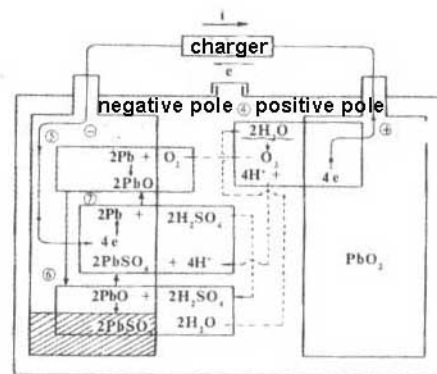 i
charger
e
negative pole ④ positive pole
⑤ ⊖ ⊕
2H₂O
2Pb + O₂ O₂
2PbO 4H⁺ + 4e
⑦
2Pb + 2H₂SO₄
4e
2PbSO₄ + 4H⁺
PbO₂
⑥
2PbO + 2H₂SO₄
2PbSO₄ 2H₂O